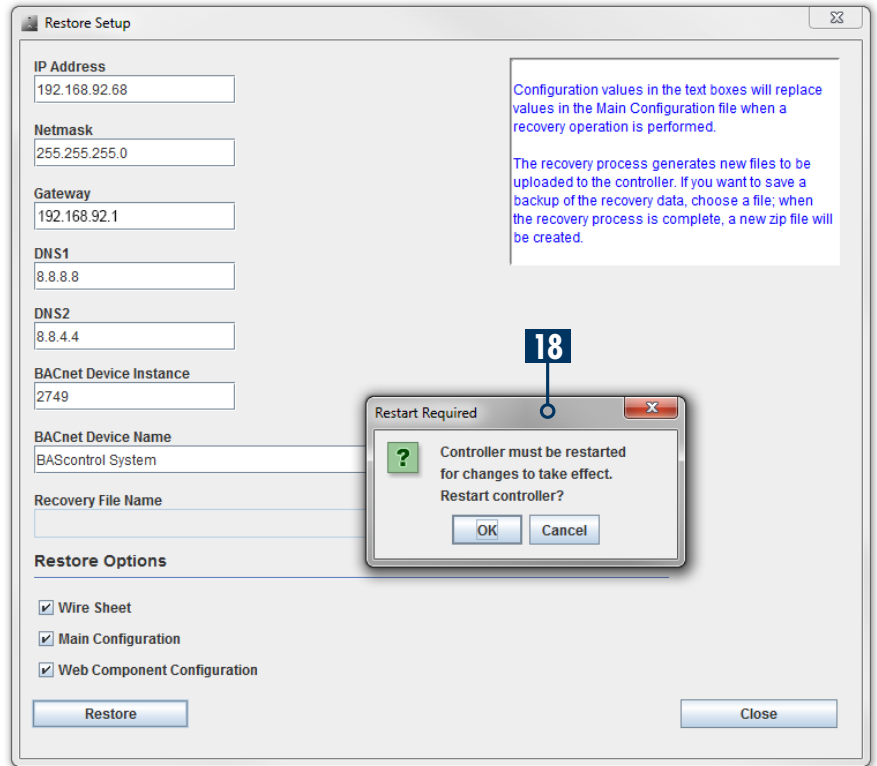 Restore Setup
IP Address
192.168.92.68
Netmask
255.255.255.0
Gateway
192.168.92.1
DNS1
8.8.8.8
DNS2
8.8.4.4
BACnet Device Instance
2749
BACnet Device Name
BAScontrol System
Recovery File Name
Configuration values in the text boxes will replace
values in the Main Configuration file when a
recovery operation is performed.
The recovery process generates new files to be
uploaded to the controller. If you want to save a
backup of the recovery data, choose a file; when
the recovery process is complete, a new zip file will
be created.
18
Restart Required
?
Controller must be restarted
for changes to take effect.
Restart controller?
OK Cancel
Restore Options
Wire Sheet
Main Configuration
Web Component Configuration
Restore Close